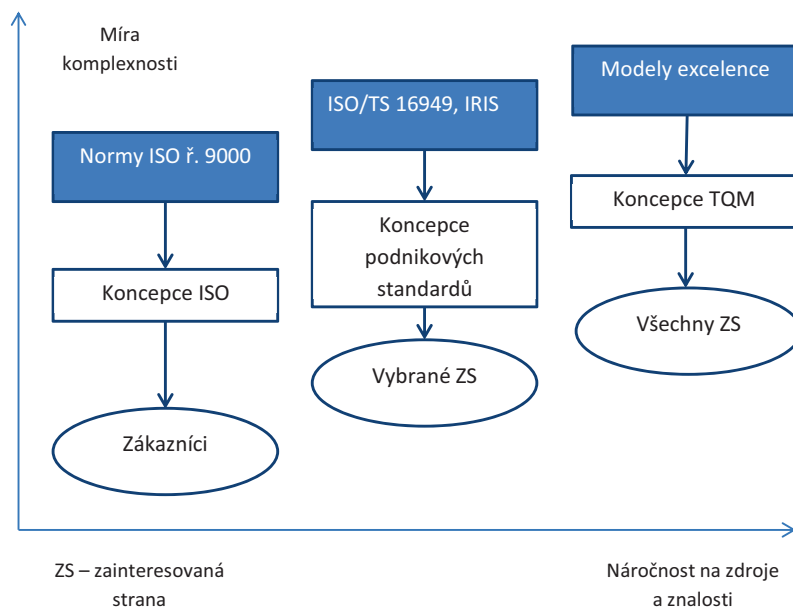 Míra
komplexnosti
Normy ISO ř. 9000
Koncepce ISO
Zákazníci
ISO/TS 16949, IRIS
Koncepce
podnikových
standardů
Vybrané ZS
Modely excelence
Koncepce TQM
Všechny ZS
ZS – zainteresovaná
strana
Náročnost na zdroje
a znalosti